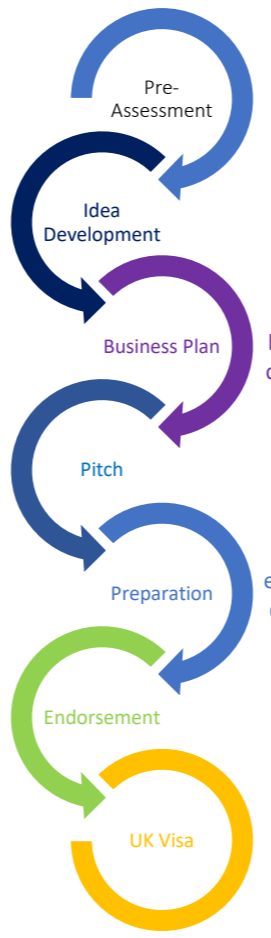 Pre-
Assessment
Idea
Development
Business Plan
Pitch
Preparation
Endorsement
UK Visa